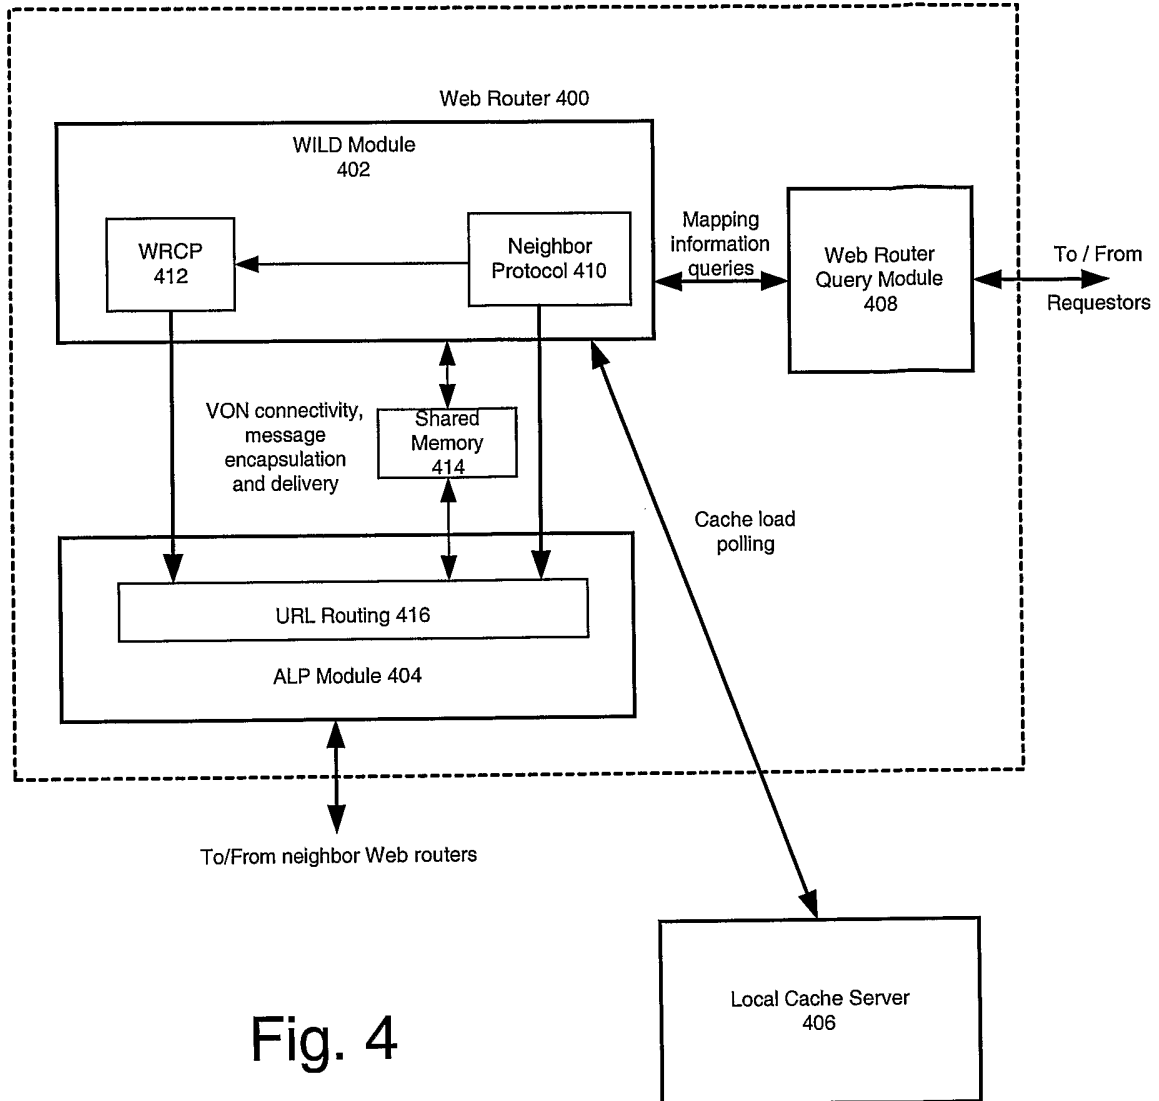 Web Router 400
WILD Module
402
WRCP
412
Neighbor
Protocol 410
Mapping
information
queries
Web Router
Query Module
408
To / From
Requestors
VON connectivity,
message
encapsulation
and delivery
Shared
Memory
414
Cache load
polling
URL Routing 416
ALP Module 404
To/From neighbor Web routers
Local Cache Server
406
Fig. 4